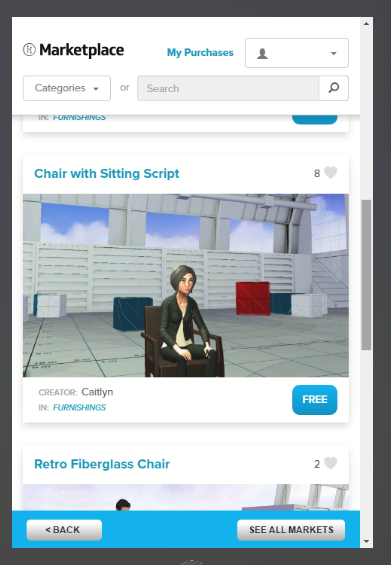 Marketplace
My Purchases
Categories or Search
IN: FURNISHINGS
Chair with Sitting Script 8
CREATOR: Caitlyn
IN: FURNISHINGS
FREE
Retro Fiberglass Chair 2
< BACK SEE ALL MARKETS